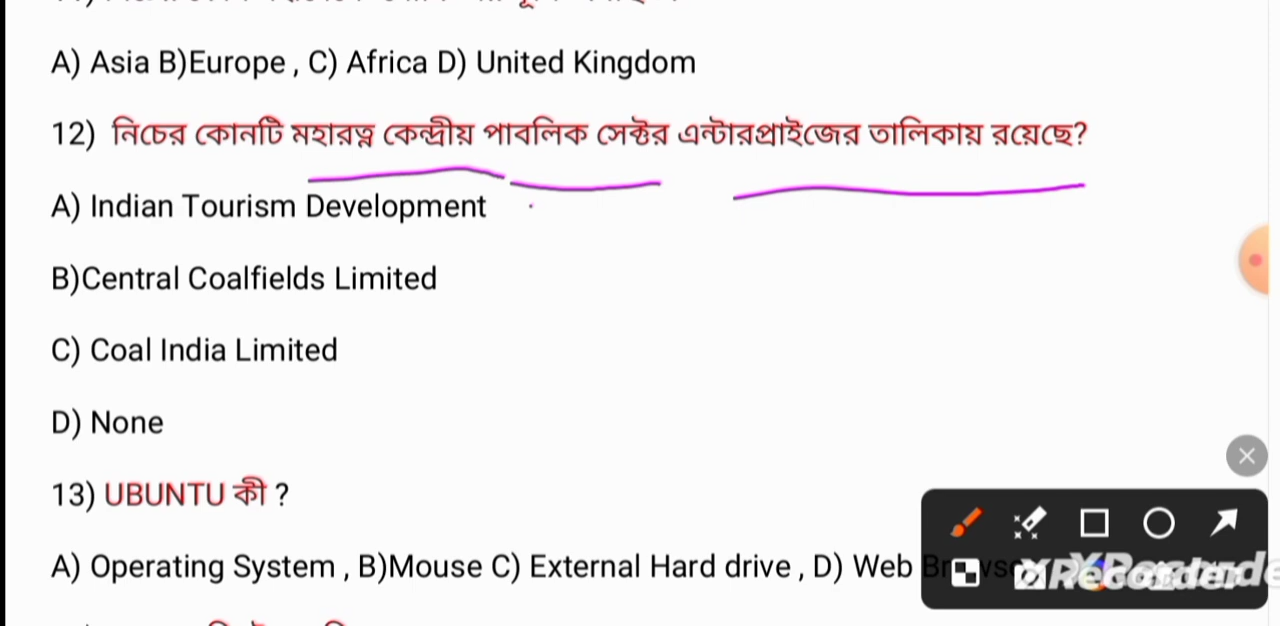 A) Asia B)Europe , C) Africa D) United Kingdom
12) নিচের কোনটি মহারত্ন কেন্দ্রীয় পাবলিক সেক্টর এন্টারপ্রাইজের তালিকায় রয়েছে?
A) Indian Tourism Development
B)Central Coalfields Limited
C) Coal India Limited
D) None
13) UBUNTU কী ?
A) Operating System , B)Mouse C) External Hard drive , D) Web
XRecorder